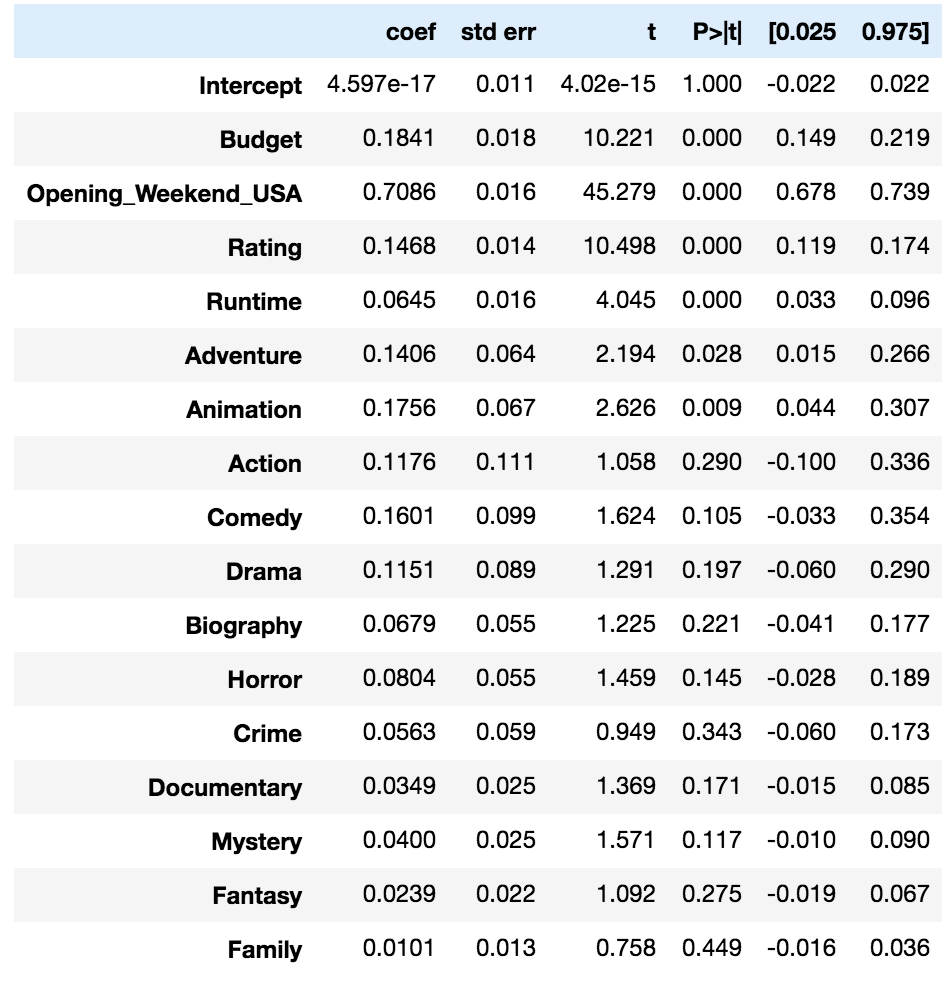 coef std err t P>|t| [0.025 0.975]
Intercept 4.597e-17 0.011 4.02e-15 1.000 -0.022 0.022
Budget 0.1841 0.018 10.221 0.000 0.149 0.219
Opening_Weekend_USA 0.7086 0.016 45.279 0.000 0.678 0.739
Rating 0.1468 0.014 10.498 0.000 0.119 0.174
Runtime 0.0645 0.016 4.045 0.000 0.033 0.096
Adventure 0.1406 0.064 2.194 0.028 0.015 0.266
Animation 0.1756 0.067 2.626 0.009 0.044 0.307
Action 0.1176 0.111 1.058 0.290 -0.100 0.336
Comedy 0.1601 0.099 1.624 0.105 -0.033 0.354
Drama 0.1151 0.089 1.291 0.197 -0.060 0.290
Biography 0.0679 0.055 1.225 0.221 -0.041 0.177
Horror 0.0804 0.055 1.459 0.145 -0.028 0.189
Crime 0.0563 0.059 0.949 0.343 -0.060 0.173
Documentary 0.0349 0.025 1.369 0.171 -0.015 0.085
Mystery 0.0400 0.025 1.571 0.117 -0.010 0.090
Fantasy 0.0239 0.022 1.092 0.275 -0.019 0.067
Family 0.0101 0.013 0.758 0.449 -0.016 0.036